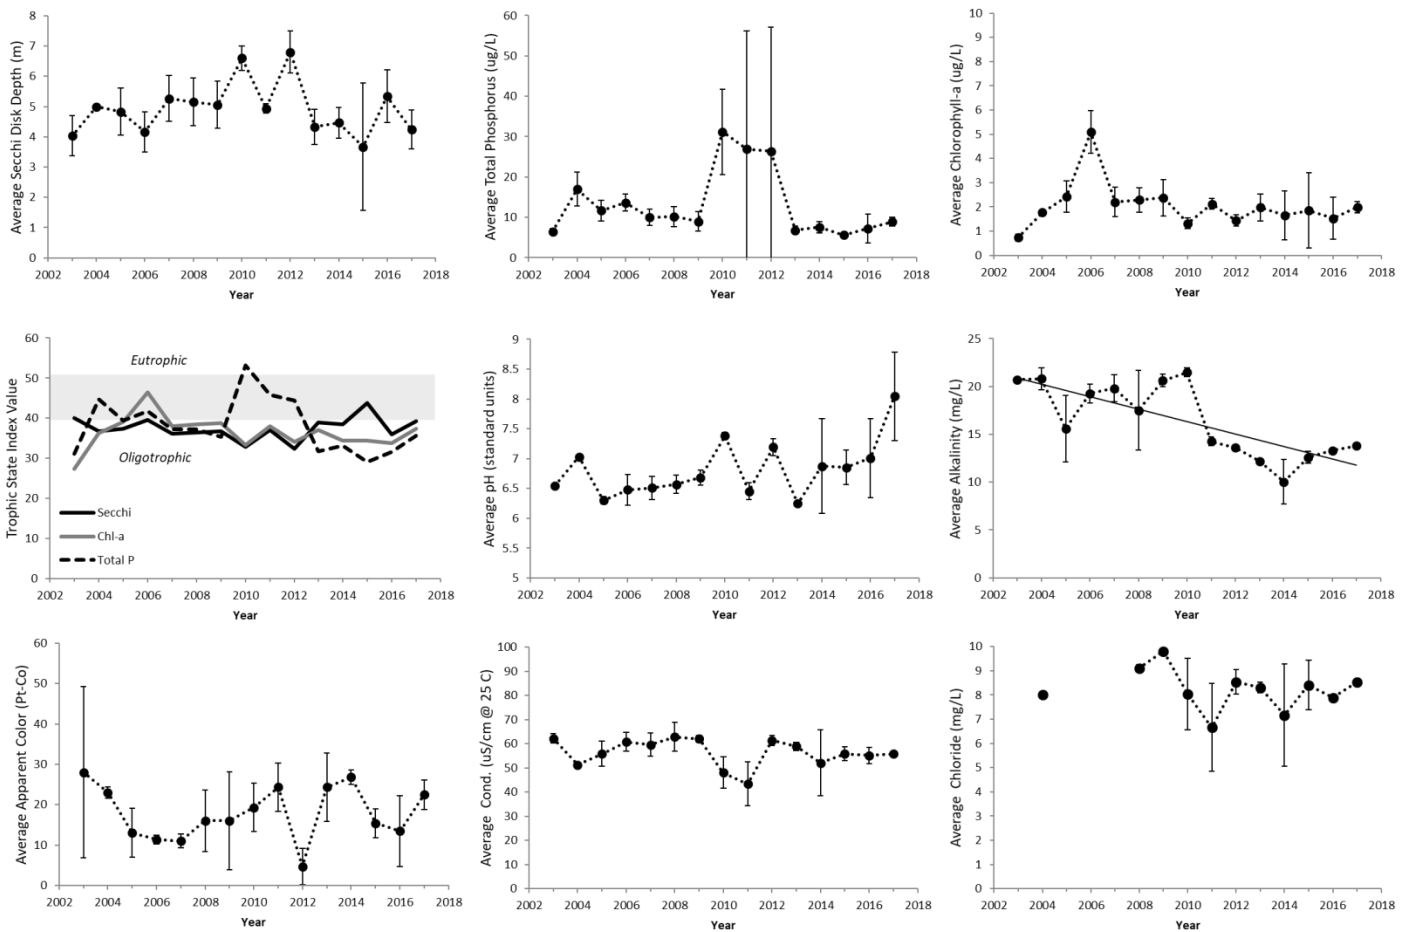 Average Secchi Disk Depth (m)
8
7
6
5
4
3
2
1
0
2002 2004 2006 2008 2010 2012 2014 2016 2018
Year
Average Total Phosphorus (ug/L)
60
50
40
30
20
10
0
2002 2004 2006 2008 2010 2012 2014 2016 2018
Year
Average Chlorophyll-a (ug/L)
10
9
8
7
6
5
4
3
2
1
0
2002 2004 2006 2008 2010 2012 2014 2016 2018
Year
Trophic State Index Value
60
50
40
30
20
10
0
Eutrophic
Oligotrophic
Secchi
Chl-a
Total P
2002 2004 2006 2008 2010 2012 2014 2016 2018
Year
Average pH (standard units)
9
8.5
8
7.5
7
6.5
6
5.5
5
2002 2004 2006 2008 2010 2012 2014 2016 2018
Year
Average Alkalinity (mg/L)
25
20
15
10
5
0
2002 2004 2006 2008 2010 2012 2014 2016 2018
Year
Average Apparent Color (Pt-Co)
60
50
40
30
20
10
0
2002 2004 2006 2008 2010 2012 2014 2016 2018
Year
Average Cond. (uS/cm @ 25 C)
100
90
80
70
60
50
40
30
20
10
0
2002 2004 2006 2008 2010 2012 2014 2016 2018
Year
Average Chloride (mg/L)
10
9
8
7
6
5
4
3
2
1
0
2002 2004 2006 2008 2010 2012 2014 2016 2018
Year